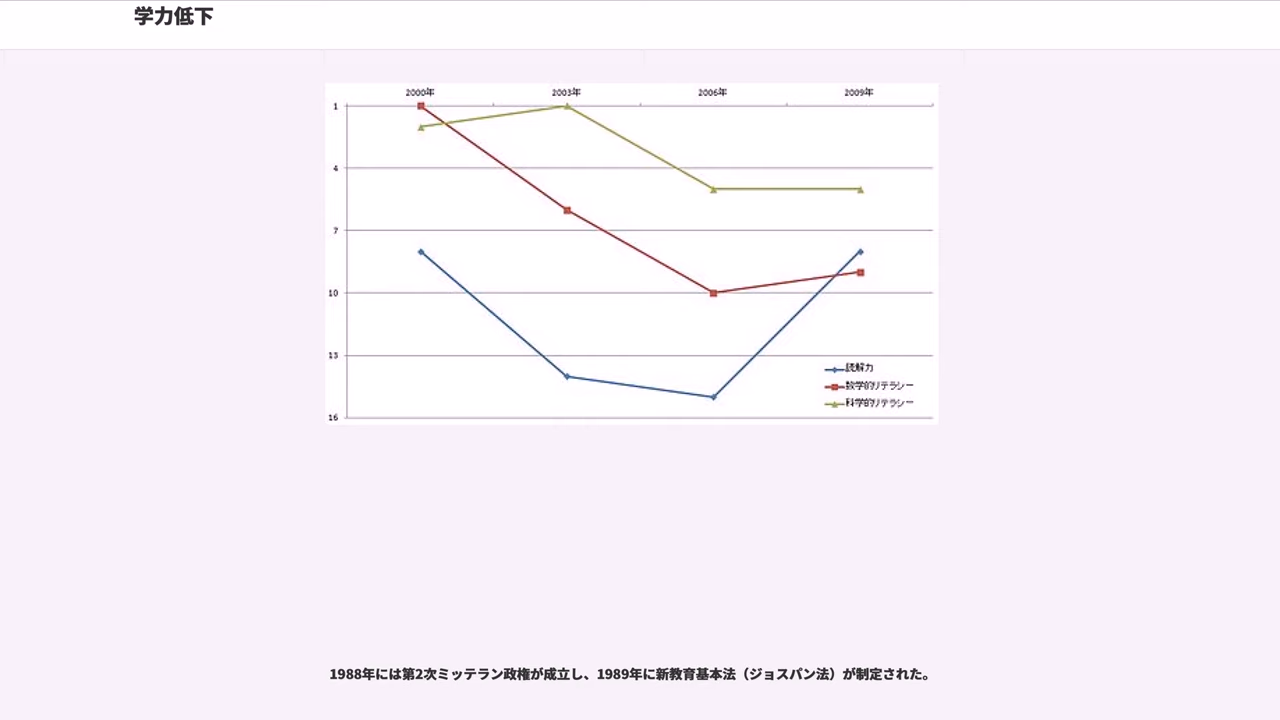 学力低下
2000年 2003年 2006年 2009年
1
4
7
10
13
16
読解力
数学的リテラシー
科学的リテラシー
1988年には第2次ミッテラン政権が成立し、1989年に新教育基本法（ジョスパン法）が制定された。